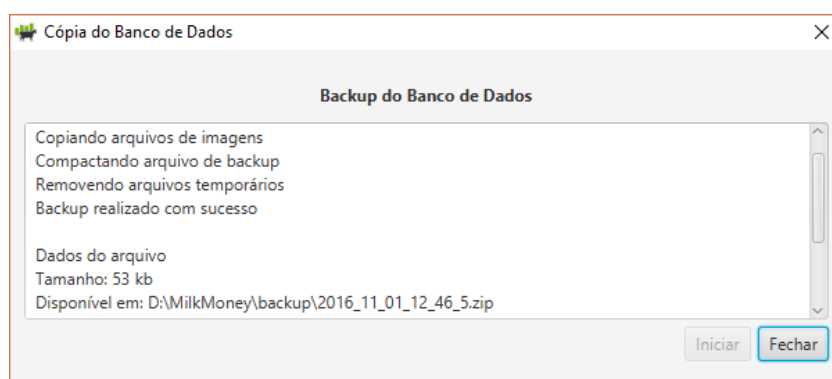 Cópia do Banco de Dados
Backup do Banco de Dados
Copiando arquivos de imagens
Compactando arquivo de backup
Removendo arquivos temporários
Backup realizado com sucesso
Dados do arquivo
Tamanho: 53 kb
Disponível em: D:\MilkMoney\backup\2016_11_01_12_46_5.zip
Iniciar
Fechar